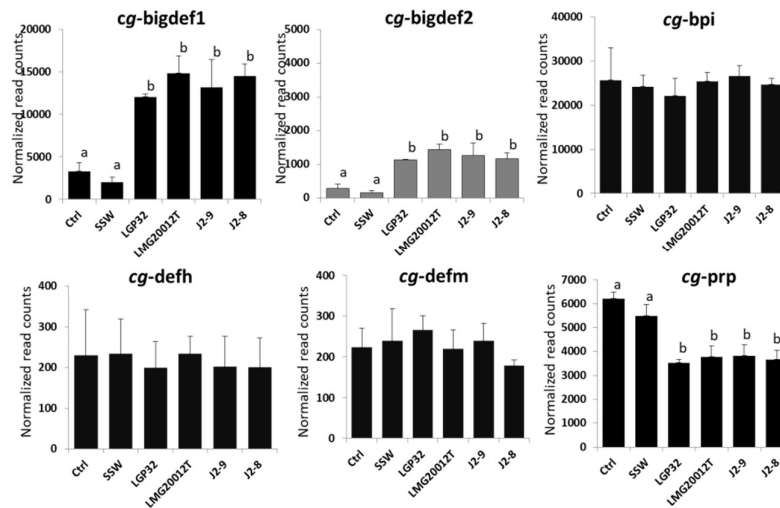 cg-bigdef1
Normalized read counts
20000
15000
10000
5000
0
a
a
b
b
b
b
Ctrl
SSW
LGP32
LMG20012T
J2-9
J2-8
cg-bigdef2
Normalized read counts
5000
4000
3000
2000
1000
0
a
a
b
b
b
b
Ctrl
SSW
LGP32
LMG20012T
J2-9
J2-8
cg-bpi
Normalized read counts
40000
30000
20000
10000
0
Ctrl
SSW
LGP32
LMG20012T
J2-9
J2-8
cg-defh
Normalized read counts
400
300
200
100
0
Ctrl
SSW
LGP32
LMG20012T
J2-9
J2-8
cg-defm
Normalized read counts
400
300
200
100
0
Ctrl
SSW
LGP32
LMG20012T
J2-9
J2-8
cg-prp
Normalized read counts
7000
6000
5000
4000
3000
2000
1000
0
a
a
b
b
b
b
Ctrl
SSW
LGP32
LMG20012T
J2-9
J2-8